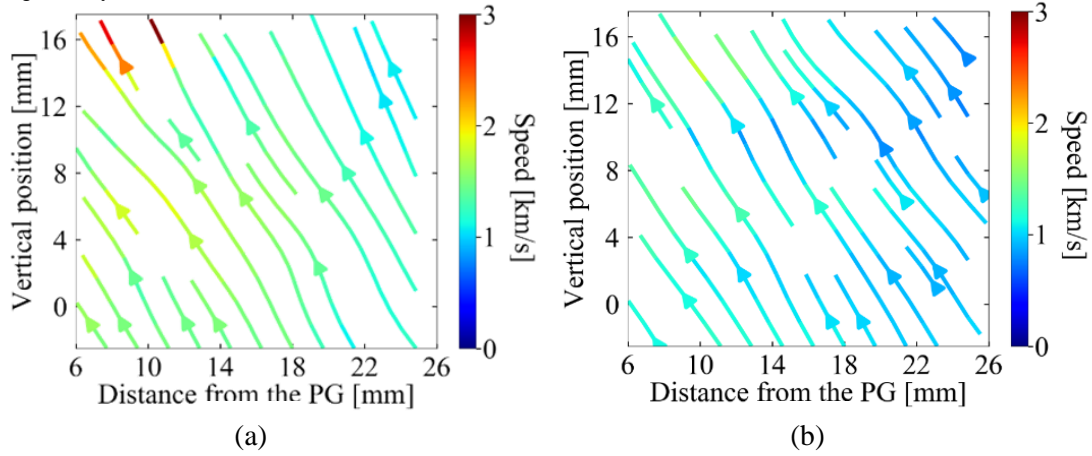 3
16
12
8
4
0
2
1
0
Vertical position [mm]
Speed [km/s]
6 10 14 18 22 26
Distance from the PG [mm]
(a)
3
16
12
8
4
0
2
1
0
Vertical position [mm]
Speed [km/s]
6 10 14 18 22 26
Distance from the PG [mm]
(b)